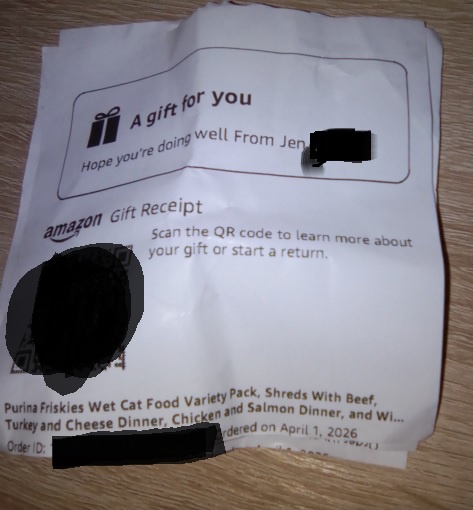 A gift for you
Hope you're doing well From Jen
amazon Gift Receipt
Scan the QR code to learn more about
your gift or start a return.
Purina Friskies Wet Cat Food Variety Pack, Shreds With Beef,
Turkey and Cheese Dinner, Chicken and Salmon Dinner, and Wi...
Order ID: rdered on April 1, 2026